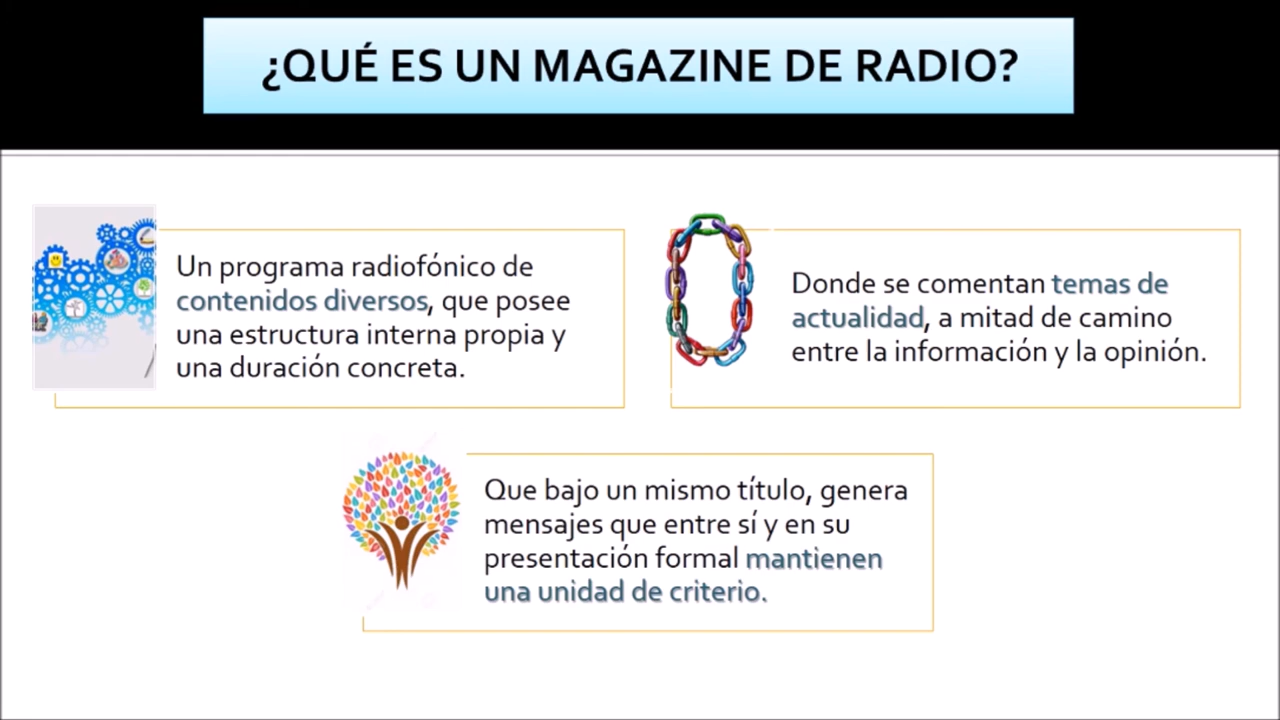 ¿QUÉ ES UN MAGAZINE DE RADIO?
Un programa radiofónico de
contenidos diversos, que posee
una estructura interna propia y
una duración concreta.
Donde se comentan temas de
actualidad, a mitad de camino
entre la información y la opinión.
Que bajo un mismo título, genera
mensajes que entre sí y en su
presentación formal mantienen
una unidad de criterio.